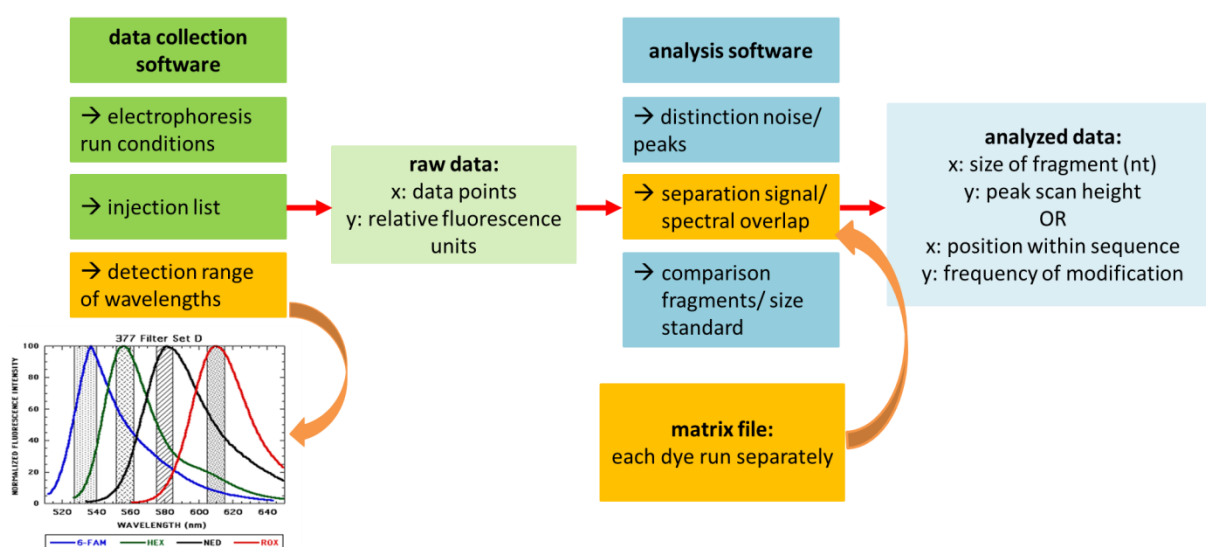 data collection
software
→ electrophoresis
run conditions
→ injection list
→ detection range
of wavelengths
377 Filter Set D
NORMALIZED FLUORESCENCE INTENSITY
100
80
60
40
20
0
520 540 560 580 600 620 640
WAVELENGTH (nm)
6-FAM HEX NED ROX
raw data:
x: data points
y: relative fluorescence
units
analysis software
→ distinction noise/
peaks
→ separation signal/
spectral overlap
→ comparison
fragments/ size
standard
matrix file:
each dye run separately
analyzed data:
x: size of fragment (nt)
y: peak scan height
OR
x: position within sequence
y: frequency of modification